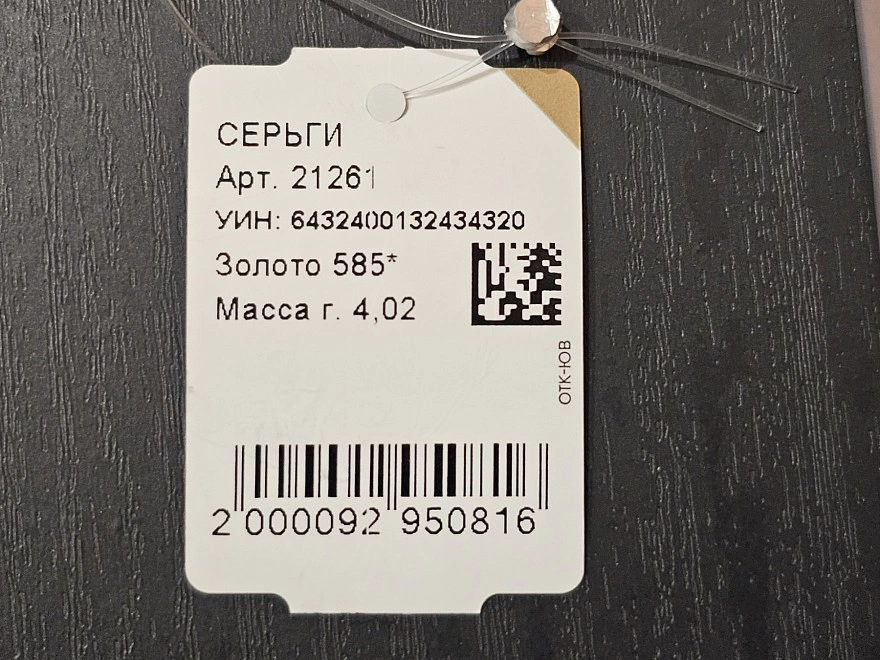 СЕРЬГИ
Арт. 21261
УИН: 6432400132434320
Золото 585*
Масса г. 4,02
ОТК-ЮВ
2 000092 950816